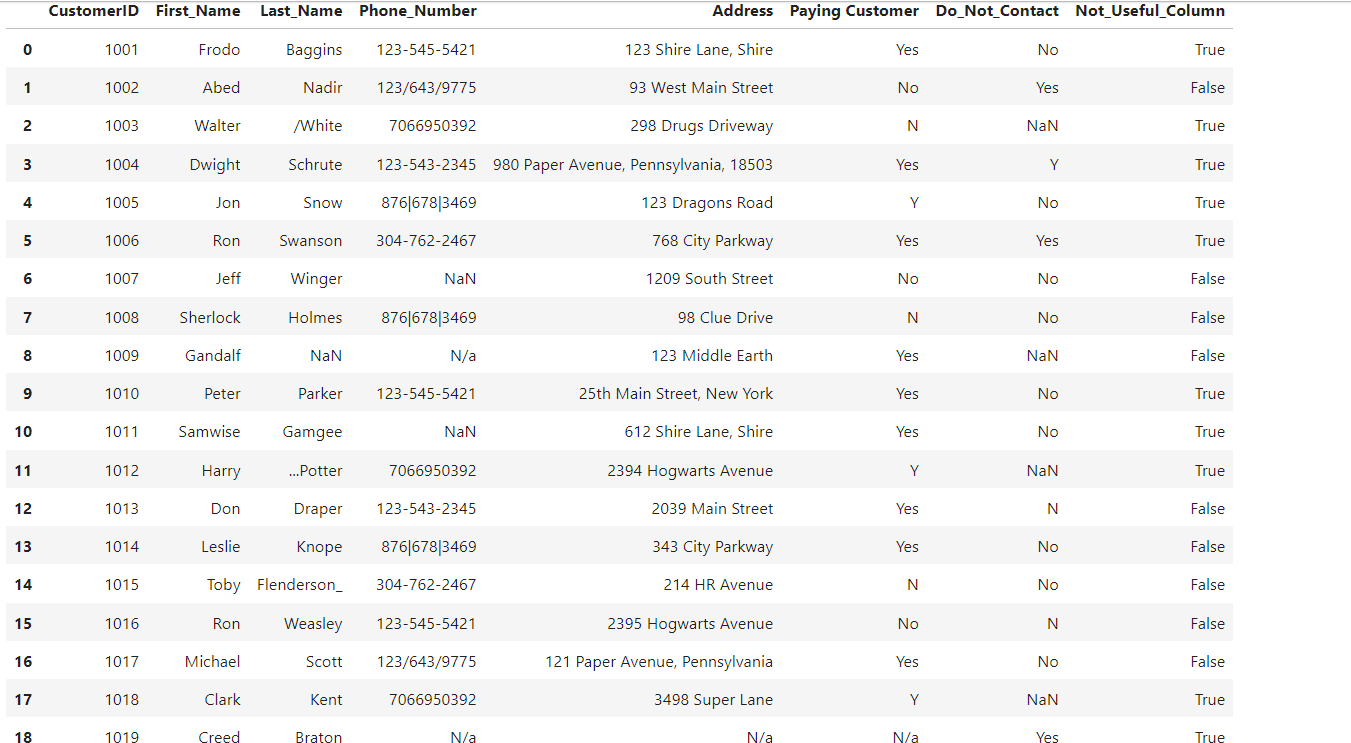 CustomerID First_Name Last_Name Phone_Number Address Paying Customer Do_Not_Contact Not_Useful_Column
0 1001 Frodo Baggins 123-545-5421 123 Shire Lane, Shire Yes No True
1 1002 Abed Nadir 123/643/9775 93 West Main Street No Yes False
2 1003 Walter /White 7066950392 298 Drugs Driveway N NaN True
3 1004 Dwight Schrute 123-543-2345 980 Paper Avenue, Pennsylvania, 18503 Yes Y True
4 1005 Jon Snow 876|678|3469 123 Dragons Road Y No True
5 1006 Ron Swanson 304-762-2467 768 City Parkway Yes Yes True
6 1007 Jeff Winger NaN 1209 South Street No No False
7 1008 Sherlock Holmes 876|678|3469 98 Clue Drive N No False
8 1009 Gandalf NaN N/a 123 Middle Earth Yes NaN False
9 1010 Peter Parker 123-545-5421 25th Main Street, New York Yes No True
10 1011 Samwise Gamgee NaN 612 Shire Lane, Shire Yes No True
11 1012 Harry ...Potter 7066950392 2394 Hogwarts Avenue Y NaN True
12 1013 Don Draper 123-543-2345 2039 Main Street Yes N False
13 1014 Leslie Knope 876|678|3469 343 City Parkway Yes No False
14 1015 Toby Flenderson_ 304-762-2467 214 HR Avenue N No False
15 1016 Ron Weasley 123-545-5421 2395 Hogwarts Avenue No N False
16 1017 Michael Scott 123/643/9775 121 Paper Avenue, Pennsylvania Yes No False
17 1018 Clark Kent 7066950392 3498 Super Lane Y NaN True
18 1019 Creed Braton N/a N/a N/a Yes True